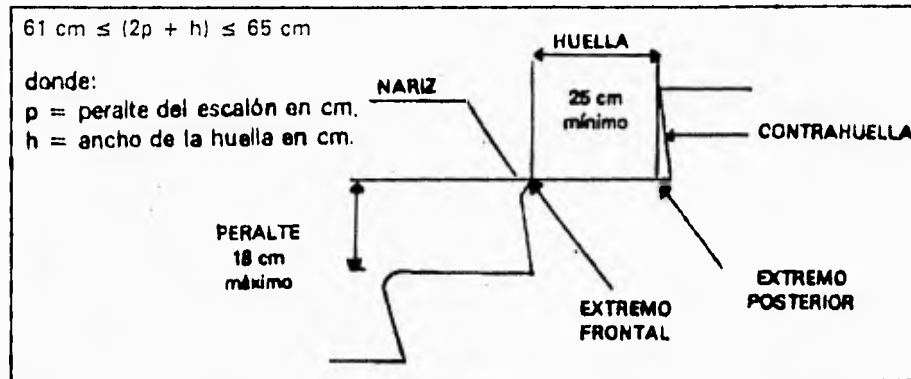 61 cm ≤ (2p + h) ≤ 65 cm
donde:
p = peralte del escalón en cm.
h = ancho de la huella en cm.
HUELLA
NARIZ
25 cm
mínimo
CONTRAHUELLA
PERALTE
18 cm
máximo
EXTREMO
POSTERIOR
EXTREMO
FRONTAL